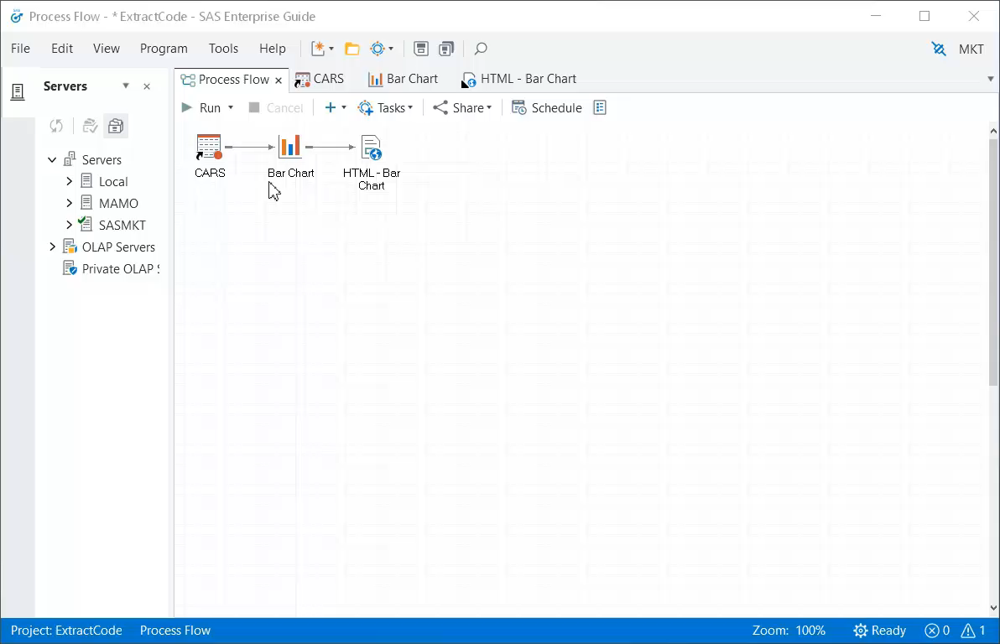 Process Flow - *ExtractCode - SAS Enterprise Guide
File Edit View Program Tools Help MKT
Servers
Process Flow CARS Bar Chart HTML - Bar Chart
Run Cancel Tasks Share Schedule
Servers
Local
MAMO
SASMKT
OLAP Servers
Private OLAP S
CARS Bar Chart HTML - Bar
Chart
Project: ExtractCode Process Flow Zoom: 100% Ready 0 1